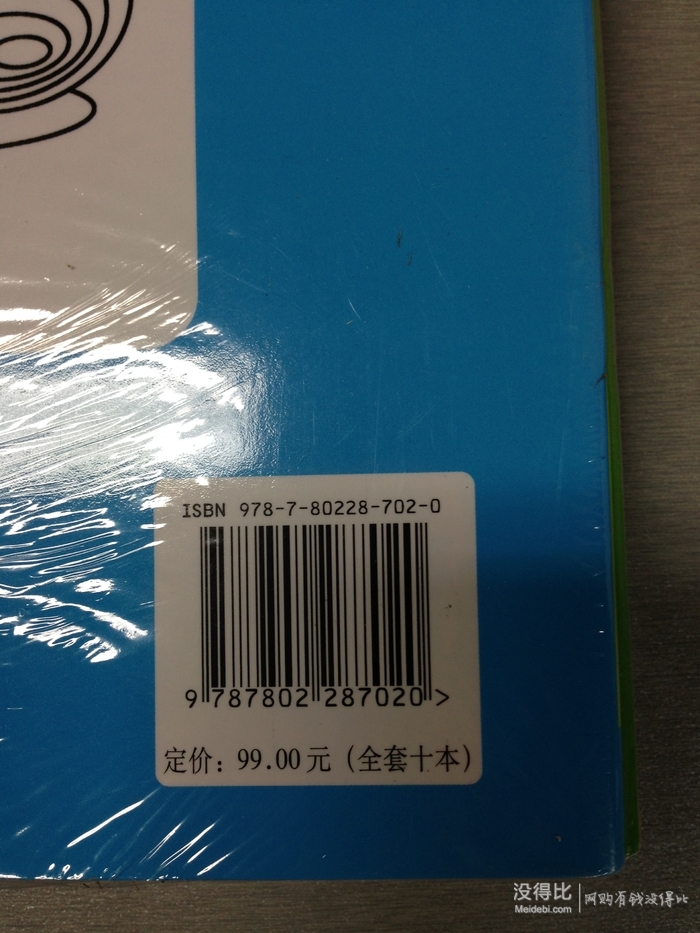 ISBN 978-7-80228-702-0
9 787802 287020 >
定价：99.00元（全套十本）
没得比
Meidebi.com
网购有钱没得比